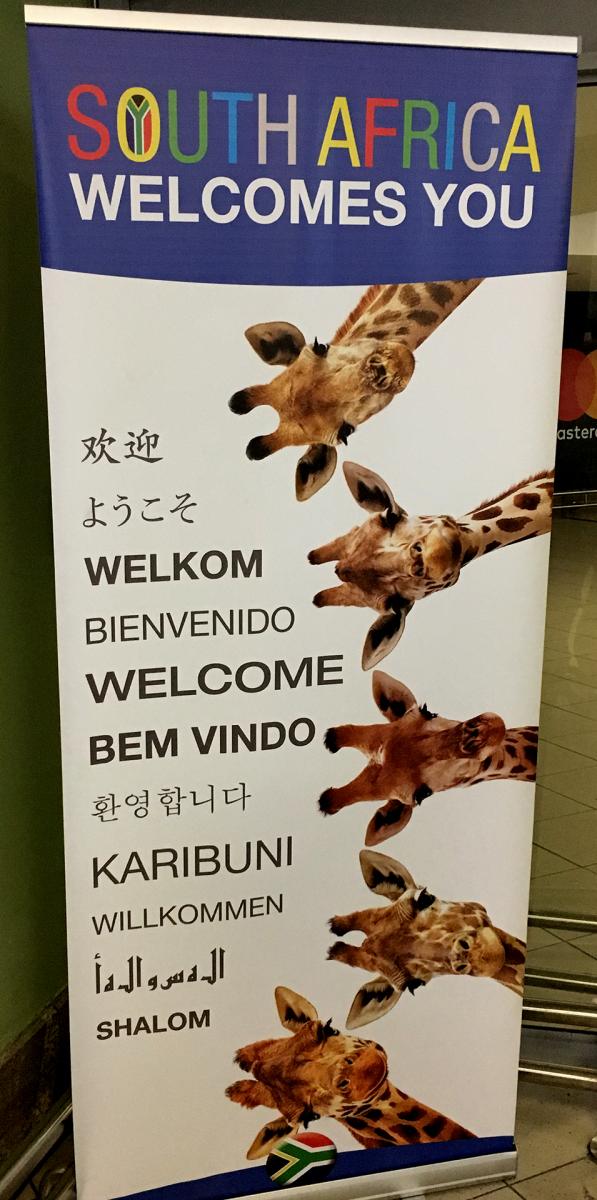 SOUTH AFRICA
WELCOMES YOU
欢迎
ようこそ
WELKOM
BIENVENIDO
WELCOME
BEM VINDO
환영합니다
KARIBUNI
WILLKOMMEN
الهسوالهأ
SHALOM